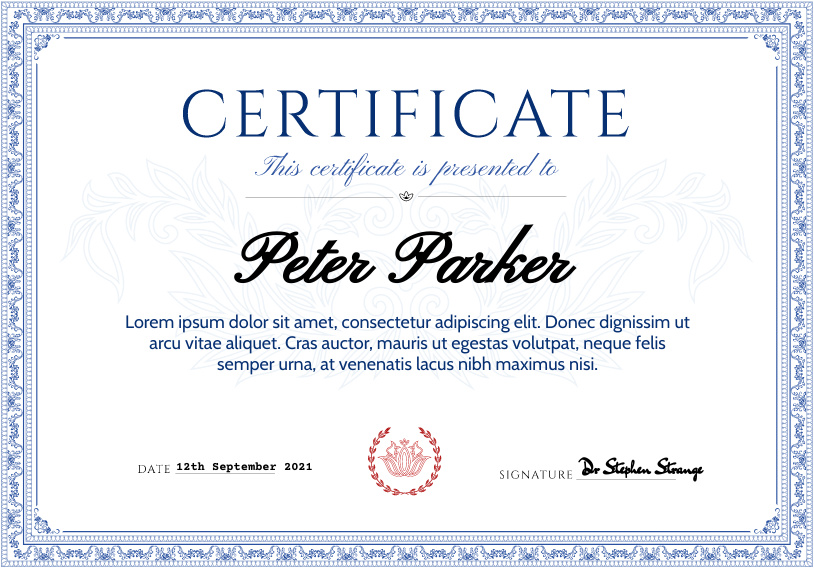 CERTIFICATE
This certificate is presented to
Peter Parker
Lorem ipsum dolor sit amet, consectetur adipiscing elit. Donec dignissim ut
arcu vitae aliquet. Cras auctor, mauris ut egestas volutpat, neque felis
semper urna, at venenatis lacus nibh maximus nisi.
DATE 12th September 2021
SIGNATURE Dr Stephen Strange